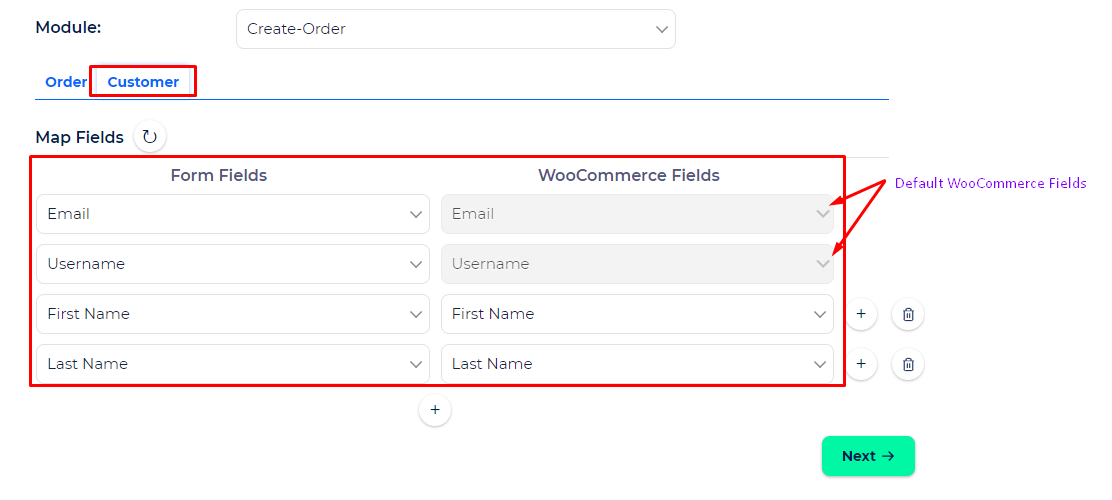 Module:
Create-Order
Order Customer
Map Fields
Form Fields WooCommerce Fields
Default WooCommerce Fields
Email Email
Username Username
First Name First Name
+
Last Name Last Name
+
+
Next →